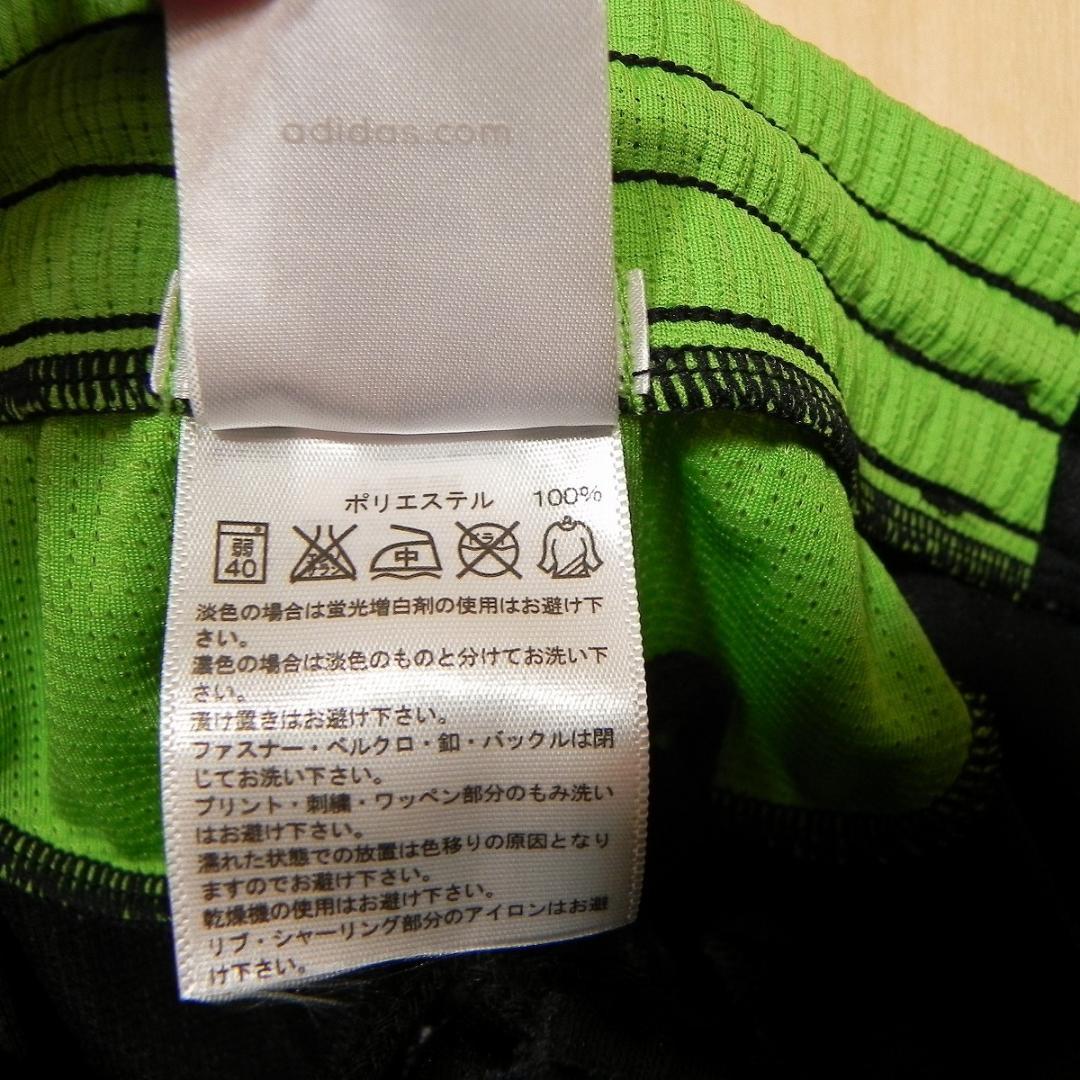 adidas.com
ポリエステル 100%
弱 40 エンソ サラシ 中 ドライ
淡色の場合は蛍光増白剤の使用はお避け下
さい。
濃色の場合は淡色のものと分けてお洗い下
さい。
漬け置きはお避け下さい。
ファスナー・ベルクロ・釦・バックルは閉
じてお洗い下さい。
プリント・刺繍・ワッペン部分のもみ洗い
はお避け下さい。
濡れた状態での放置は色移りの原因となり
ますのでお避け下さい。
乾燥機の使用はお避け下さい。
リブ・シャーリング部分のアイロンはお避
け下さい。